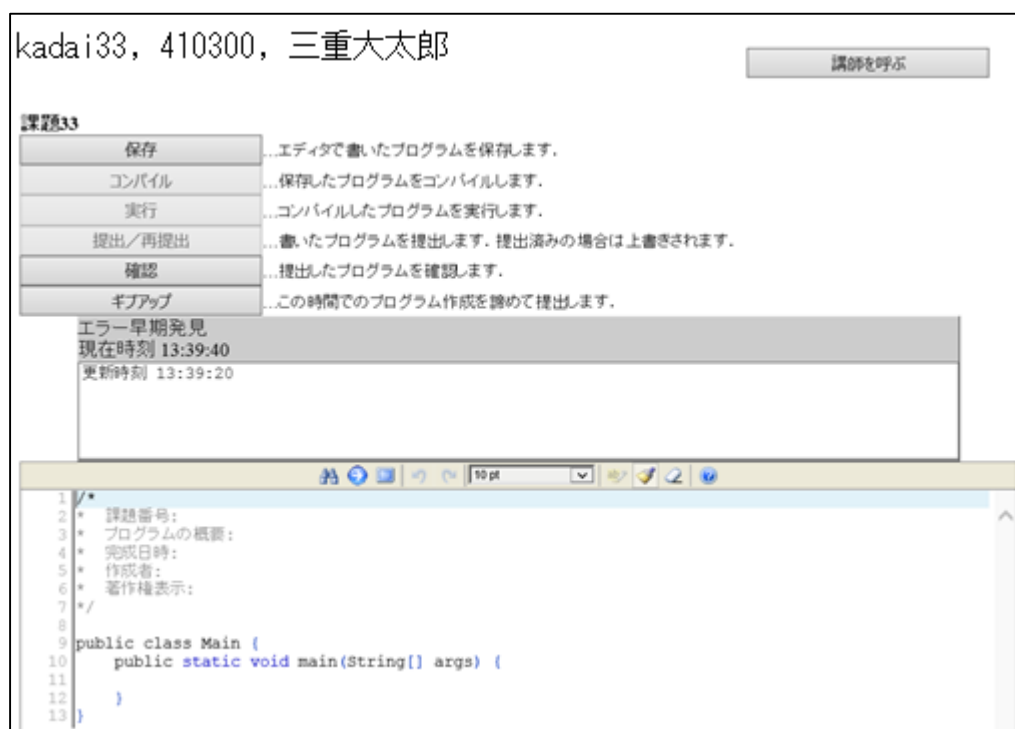 kadai33, 410300, 三重大太郎
講師を呼ぶ
課題33
保存 ...エディタで書いたプログラムを保存します.
コンパイル ...保存したプログラムをコンパイルします.
実行 ...コンパイルしたプログラムを実行します.
提出／再提出 ...書いたプログラムを提出します. 提出済みの場合は上書きされます.
確認 ...提出したプログラムを確認します.
ギブアップ ...この時間でのプログラム作成を諦めて提出します.
エラー早期発見
現在時刻 13:39:40
更新時刻 13:39:20
10 pt
1 /*
2 * 課題番号:
3 * プログラムの概要:
4 * 完成日時:
5 * 作成者:
6 * 著作権表示:
7 */
8
9 public class Main {
10 public static void main(String[] args) {
11
12 }
13 }